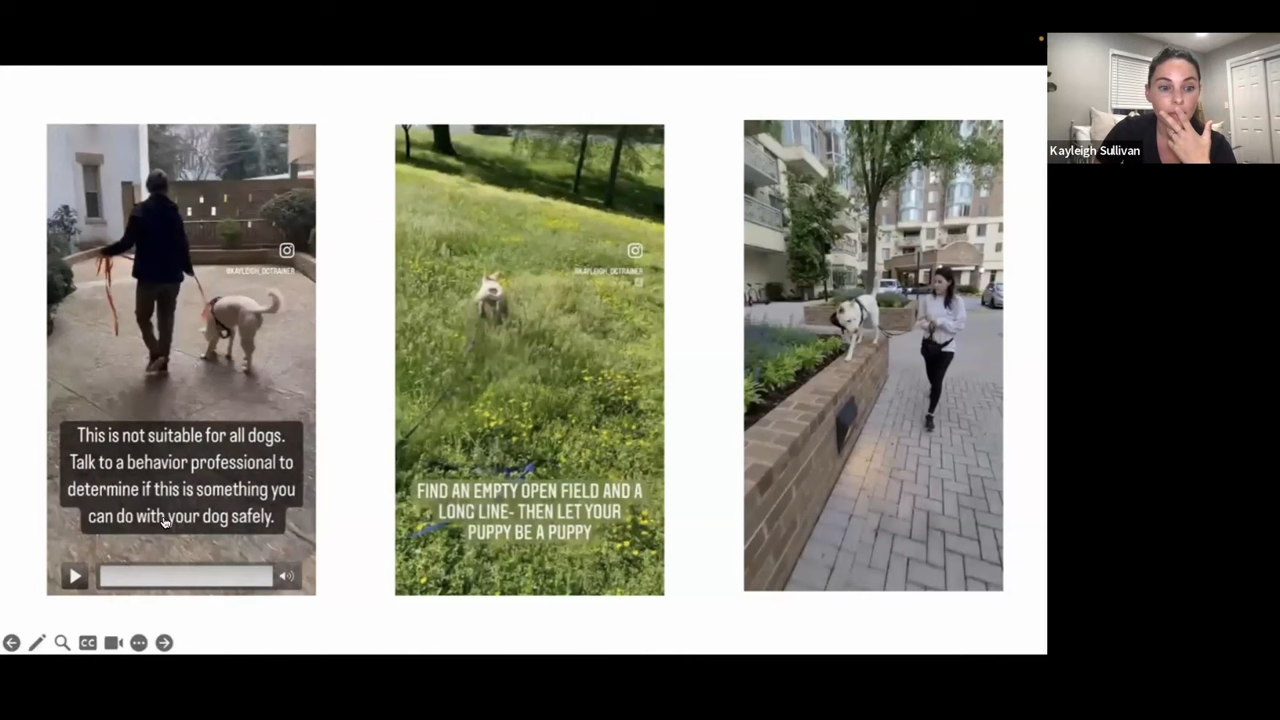 Kayleigh Sullivan
@KAYLEIGH_DCTRAINER
This is not suitable for all dogs.
Talk to a behavior professional to
determine if this is something you
can do with your dog safely.
@KAYLEIGH_DCTRAINER
FIND AN EMPTY OPEN FIELD AND A
LONG LINE- THEN LET YOUR
PUPPY BE A PUPPY
CC